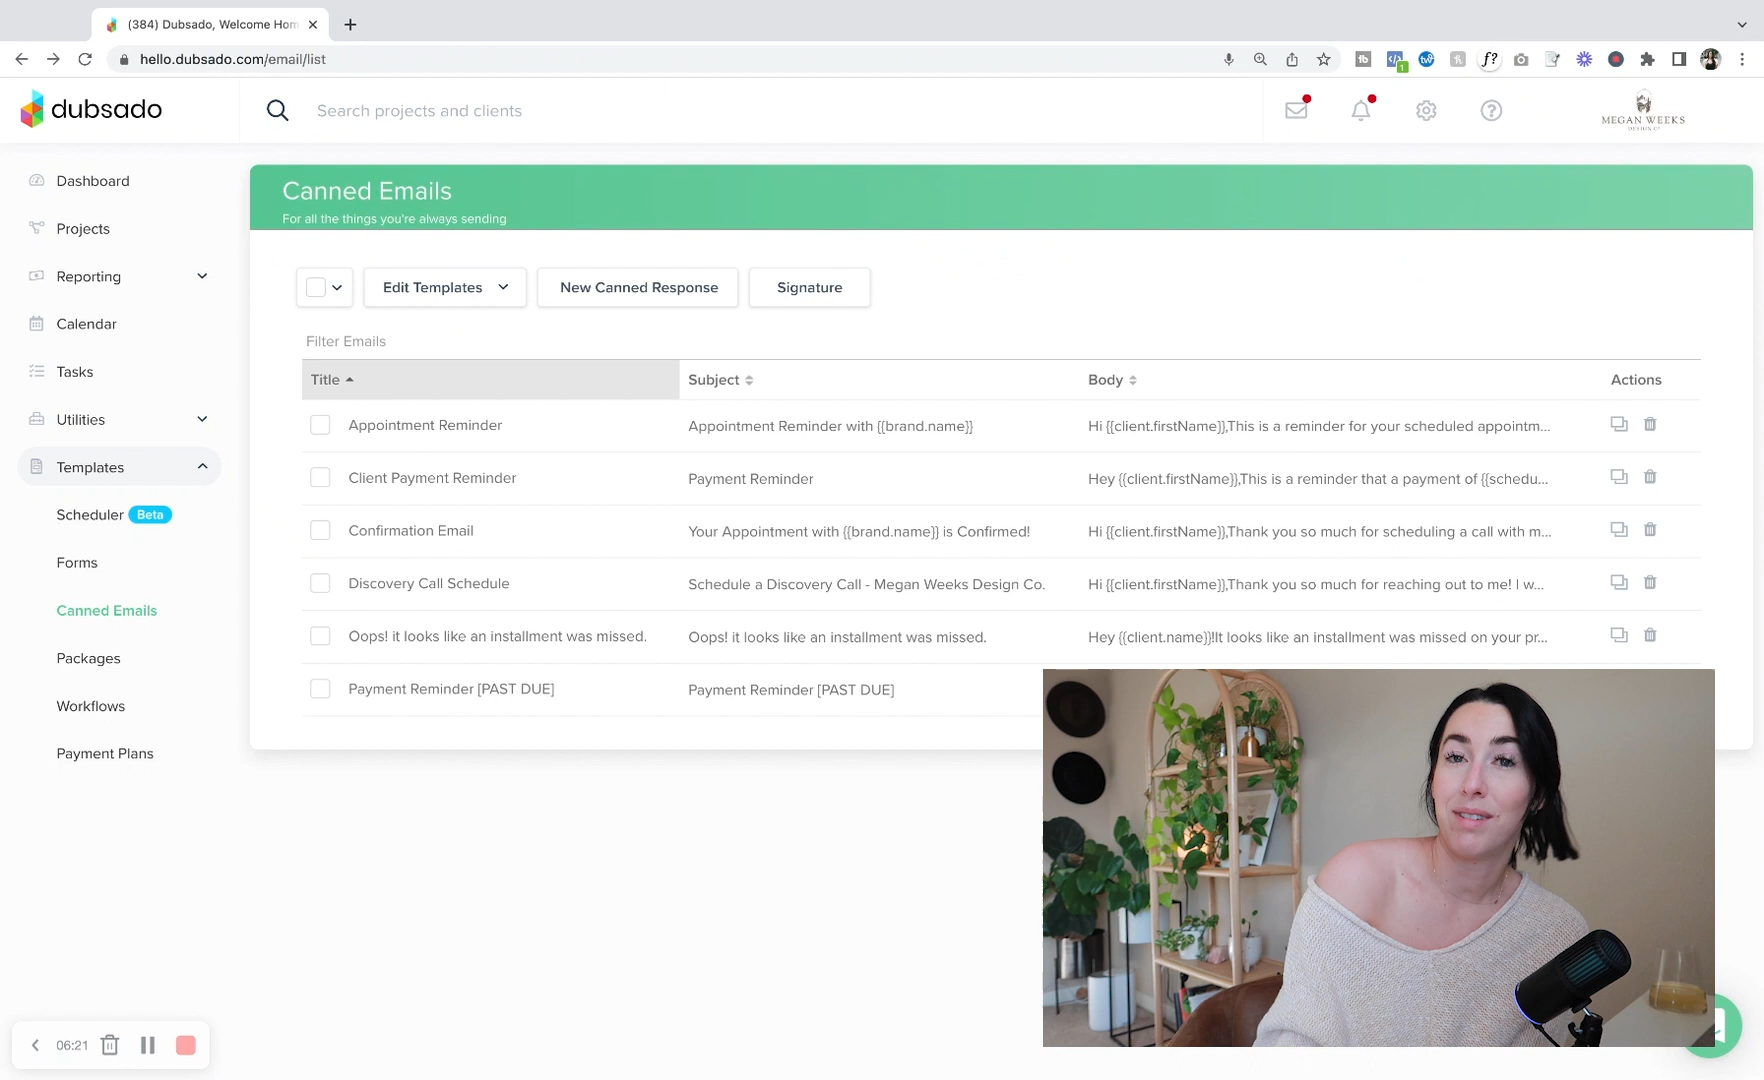 (384) Dubsado, Welcome Hom
hello.dubsado.com/email/list
1
dubsado
Search projects and clients
MEGAN WEEKS
DESIGN CO
Dashboard
Projects
Reporting
Calendar
Tasks
Utilities
Templates
Scheduler Beta
Forms
Canned Emails
Packages
Workflows
Payment Plans
Canned Emails
For all the things you're always sending
Edit Templates
New Canned Response
Signature
Filter Emails
Title Subject Body Actions
Appointment Reminder Appointment Reminder with {{brand.name}} Hi {{client.firstName}},This is a reminder for your scheduled appointm...
Client Payment Reminder Payment Reminder Hey {{client.firstName}},This is a reminder that a payment of {{schedu...
Confirmation Email Your Appointment with {{brand.name}} is Confirmed! Hi {{client.firstName}},Thank you so much for scheduling a call with m...
Discovery Call Schedule Schedule a Discovery Call - Megan Weeks Design Co. Hi {{client.firstName}},Thank you so much for reaching out to me! I w...
Oops! it looks like an installment was missed. Oops! it looks like an installment was missed. Hey {{client.name}}!It looks like an installment was missed on your pr...
Payment Reminder [PAST DUE] Payment Reminder [PAST DUE]
06:21